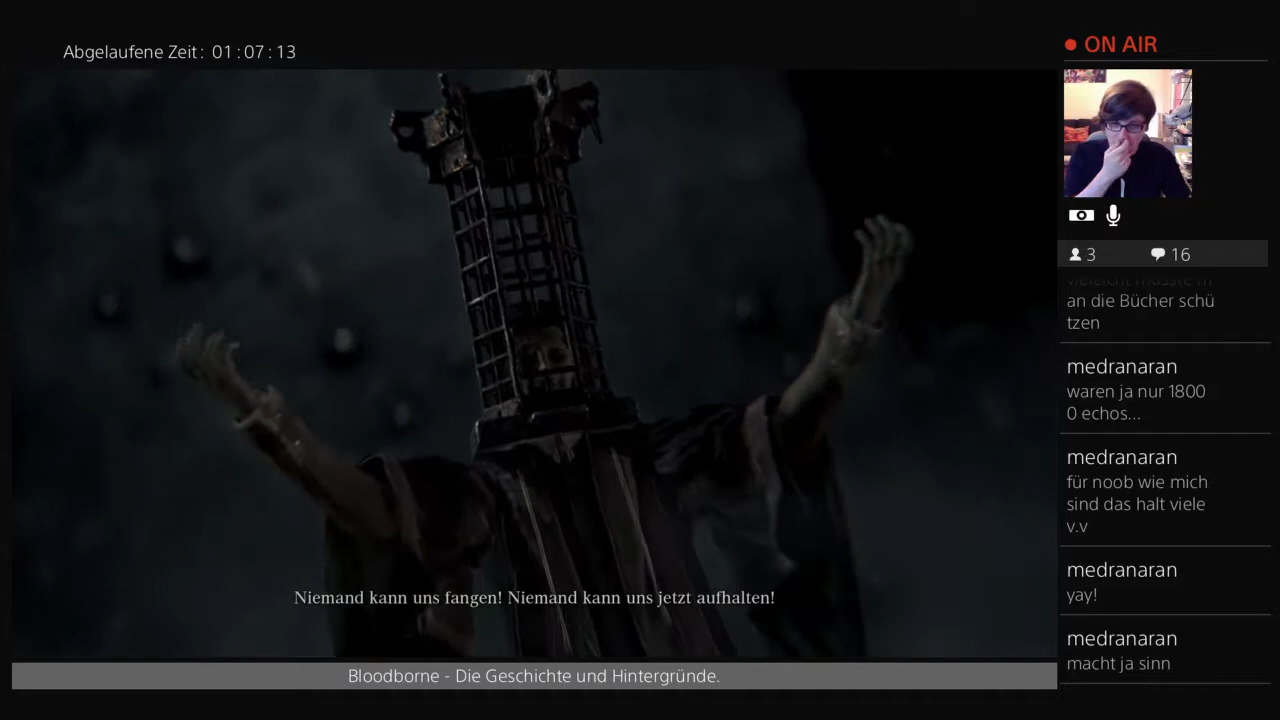 Abgelaufene Zeit: 01:07:13
ON AIR
3
16
an die Bücher schü
tzen
medranaran
waren ja nur 1800
0 echos...
medranaran
für noob wie mich
sind das halt viele
v.v
medranaran
yay!
medranaran
macht ja sinn
Niemand kann uns fangen! Niemand kann uns jetzt aufhalten!
Bloodborne - Die Geschichte und Hintergründe.